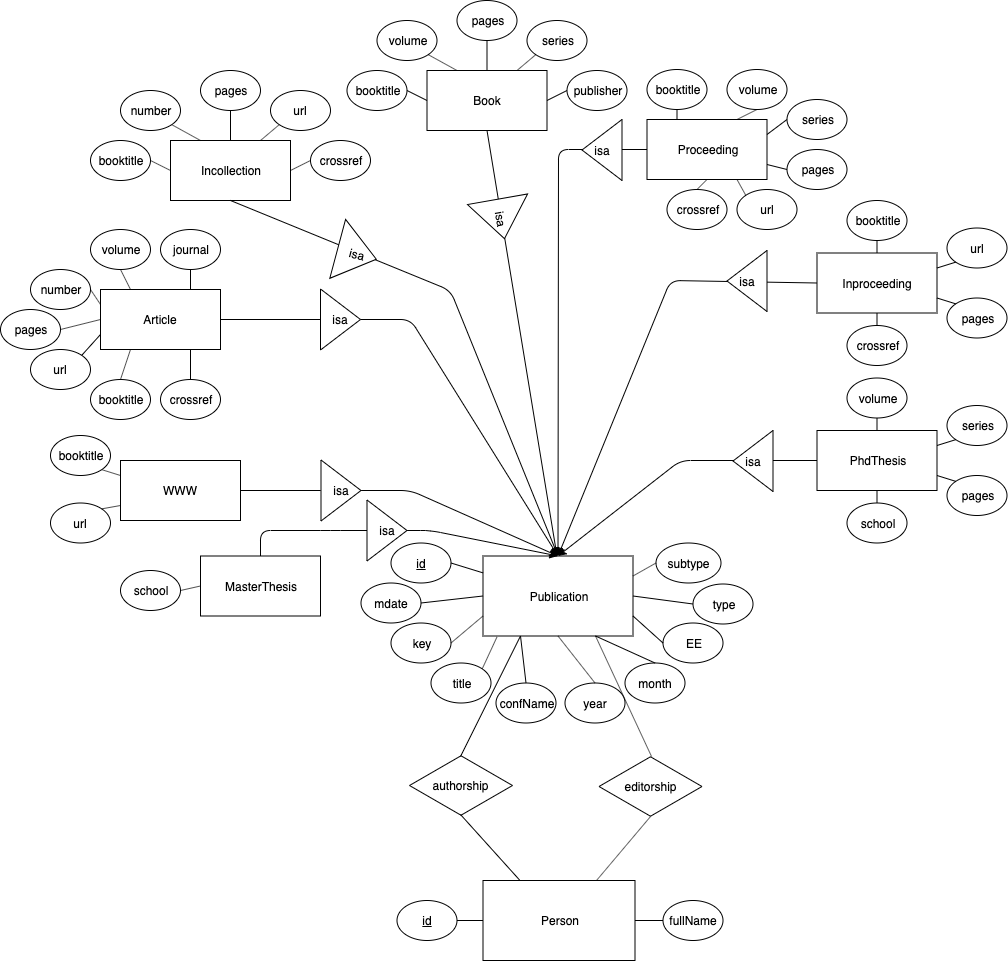 pages
volume
series
booktitle
Book
publisher
pages
number
url
booktitle
Incollection
crossref
isa
booktitle
volume
series
isa
Proceeding
pages
crossref
url
isa
volume
journal
number
Article
pages
url
booktitle
crossref
isa
booktitle
url
isa
Inproceeding
pages
crossref
volume
series
isa
PhdThesis
pages
school
booktitle
WWW
url
isa
isa
school
MasterThesis
id
mdate
key
title
Publication
subtype
type
EE
month
confName
year
authorship
editorship
id
Person
fullName